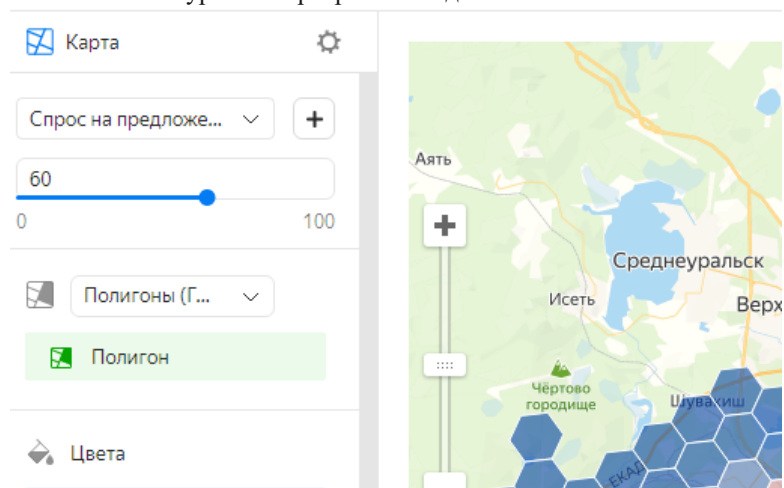 Карта
Спрос на предложе...
60
0
100
Полигоны (Г...
Полигон
Цвета
Аять
Среднеуральск
Исеть
Верх
Чёртово
городище
Шувакиш
ЕКАД